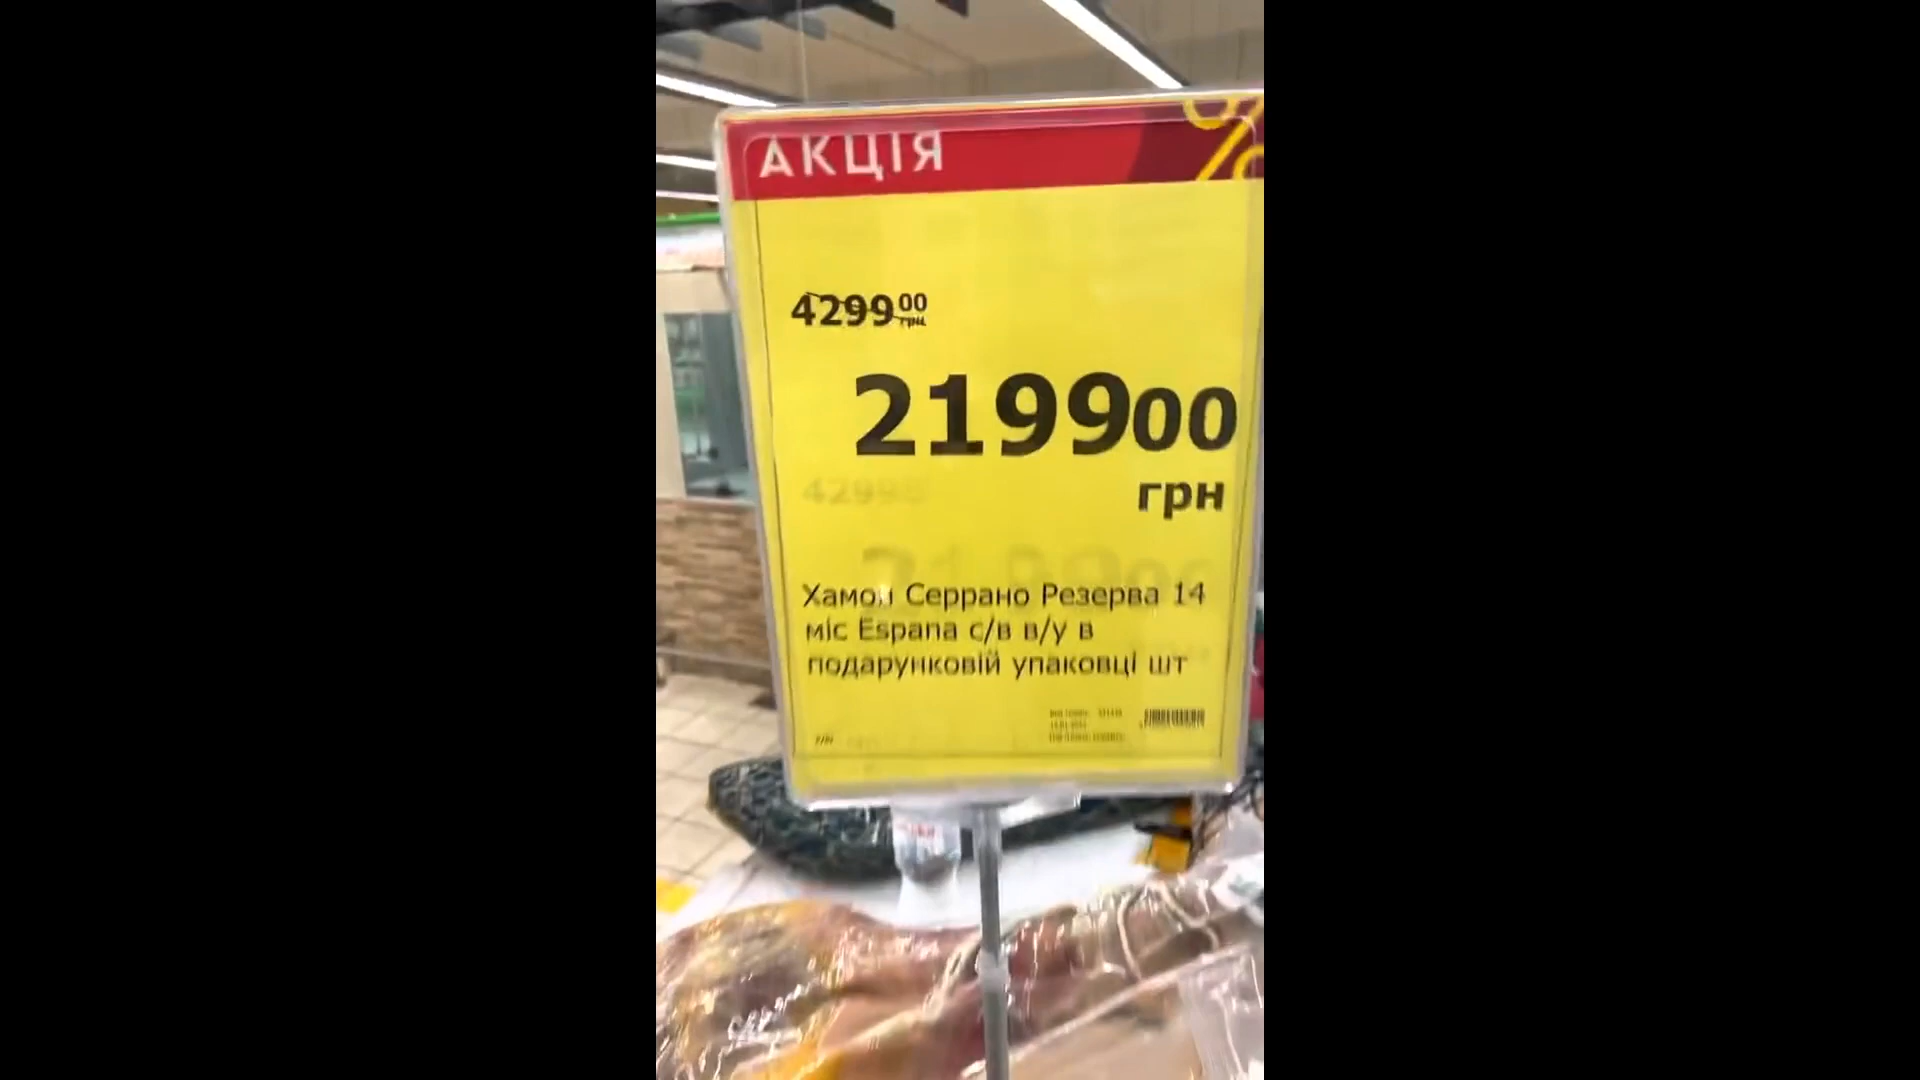 АКЦІЯ %
4299 00 грн
2199 00
грн
Хамон Серрано Резерва 14
міс Espana с/в в/у в
подарунковій упаковці шт